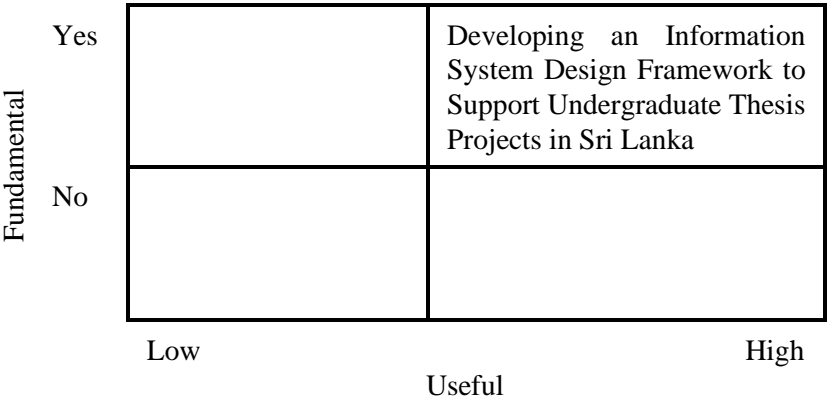 Yes
Developing an Information
System Design Framework to
Support Undergraduate Thesis
Projects in Sri Lanka
Fundamental
No
Low
High
Useful